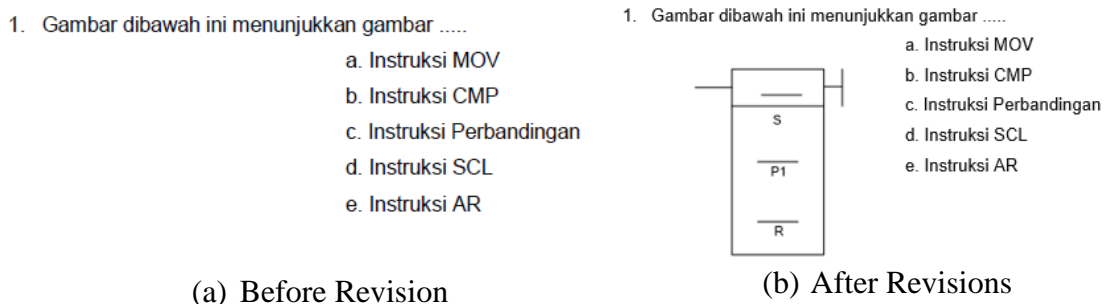 1. Gambar dibawah ini menunjukkan gambar .....
a. Instruksi MOV
b. Instruksi CMP
c. Instruksi Perbandingan
d. Instruksi SCL
e. Instruksi AR
(a) Before Revision
1. Gambar dibawah ini menunjukkan gambar .....
a. Instruksi MOV
b. Instruksi CMP
c. Instruksi Perbandingan
d. Instruksi SCL
e. Instruksi AR
S
P1
R
(b) After Revisions